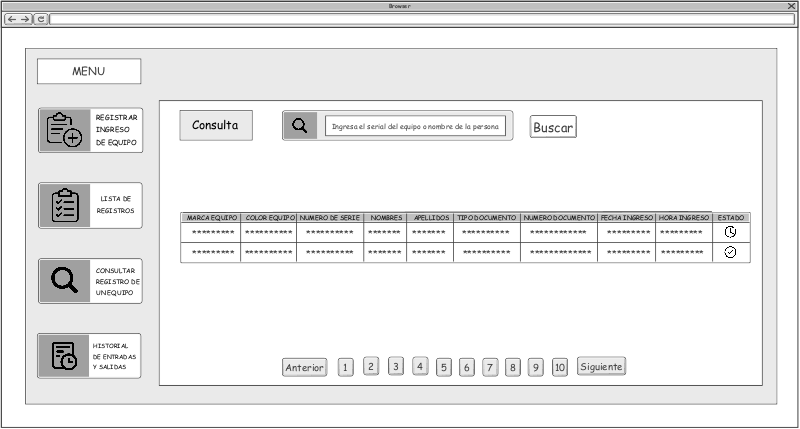 Browser
MENU
REGISTRAR
INGRESO
DE EQUIPO
LISTA DE
REGISTROS
CONSULTAR
REGISTRO DE
UN EQUIPO
HISTORIAL
DE ENTRADAS
Y SALIDAS
Consulta
Ingresa el serial del equipo o nombre de la persona
Buscar
MARCA EQUIPO COLOR EQUIPO NUMERO DE SERIE NOMBRES APELLIDOS TIPO DOCUMENTO NUMERO DOCUMENTO FECHA INGRESO HORA INGRESO ESTADO
********* ********** ********** ******* ******* ********** ************ ********* *********
********* ********** ********** ******* ******* ********** ************ ********* *********
Anterior 1 2 3 4 5 6 7 8 9 10 Siguiente